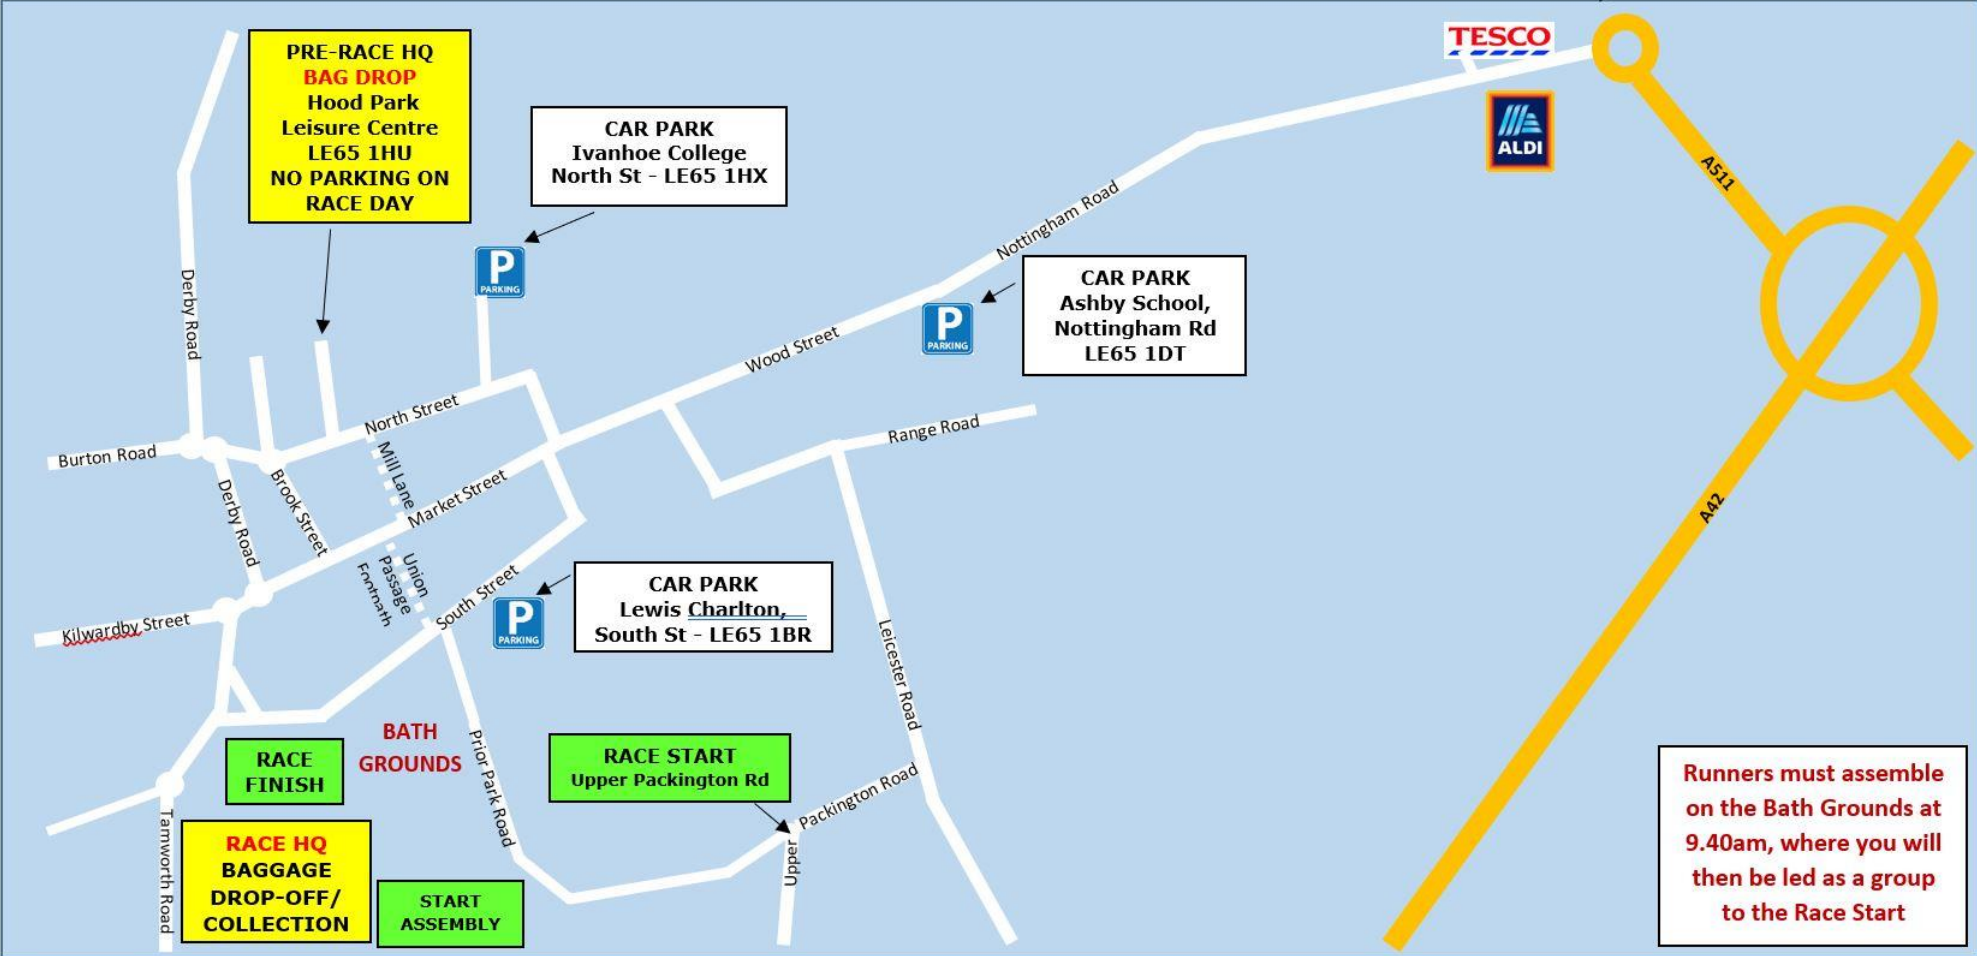 PRE-RACE HQ
BAG DROP
Hood Park
Leisure Centre
LE65 1HU
NO PARKING ON
RACE DAY
CAR PARK
Ivanhoe College
North St - LE65 1HX
P
PARKING
TESCO
ALDI
A511
Nottingham Road
CAR PARK
Ashby School,
Nottingham Rd
LE65 1DT
P
PARKING
Derby Road
Wood Street
North Street
Range Road
Burton Road
Mill Lane
Brook Street
Market Street
Derby Road
A42
Union
Passage
Footpath
South Street
P
PARKING
CAR PARK
Lewis Charlton,
South St - LE65 1BR
Kilwardby Street
Leicester Road
BATH
GROUNDS
RACE
FINISH
Prior Park Road
RACE START
Upper Packington Rd
Upper
Packington Road
Tamworth Road
RACE HQ
BAGGAGE
DROP-OFF/
COLLECTION
START
ASSEMBLY
Runners must assemble
on the Bath Grounds at
9.40am, where you will
then be led as a group
to the Race Start